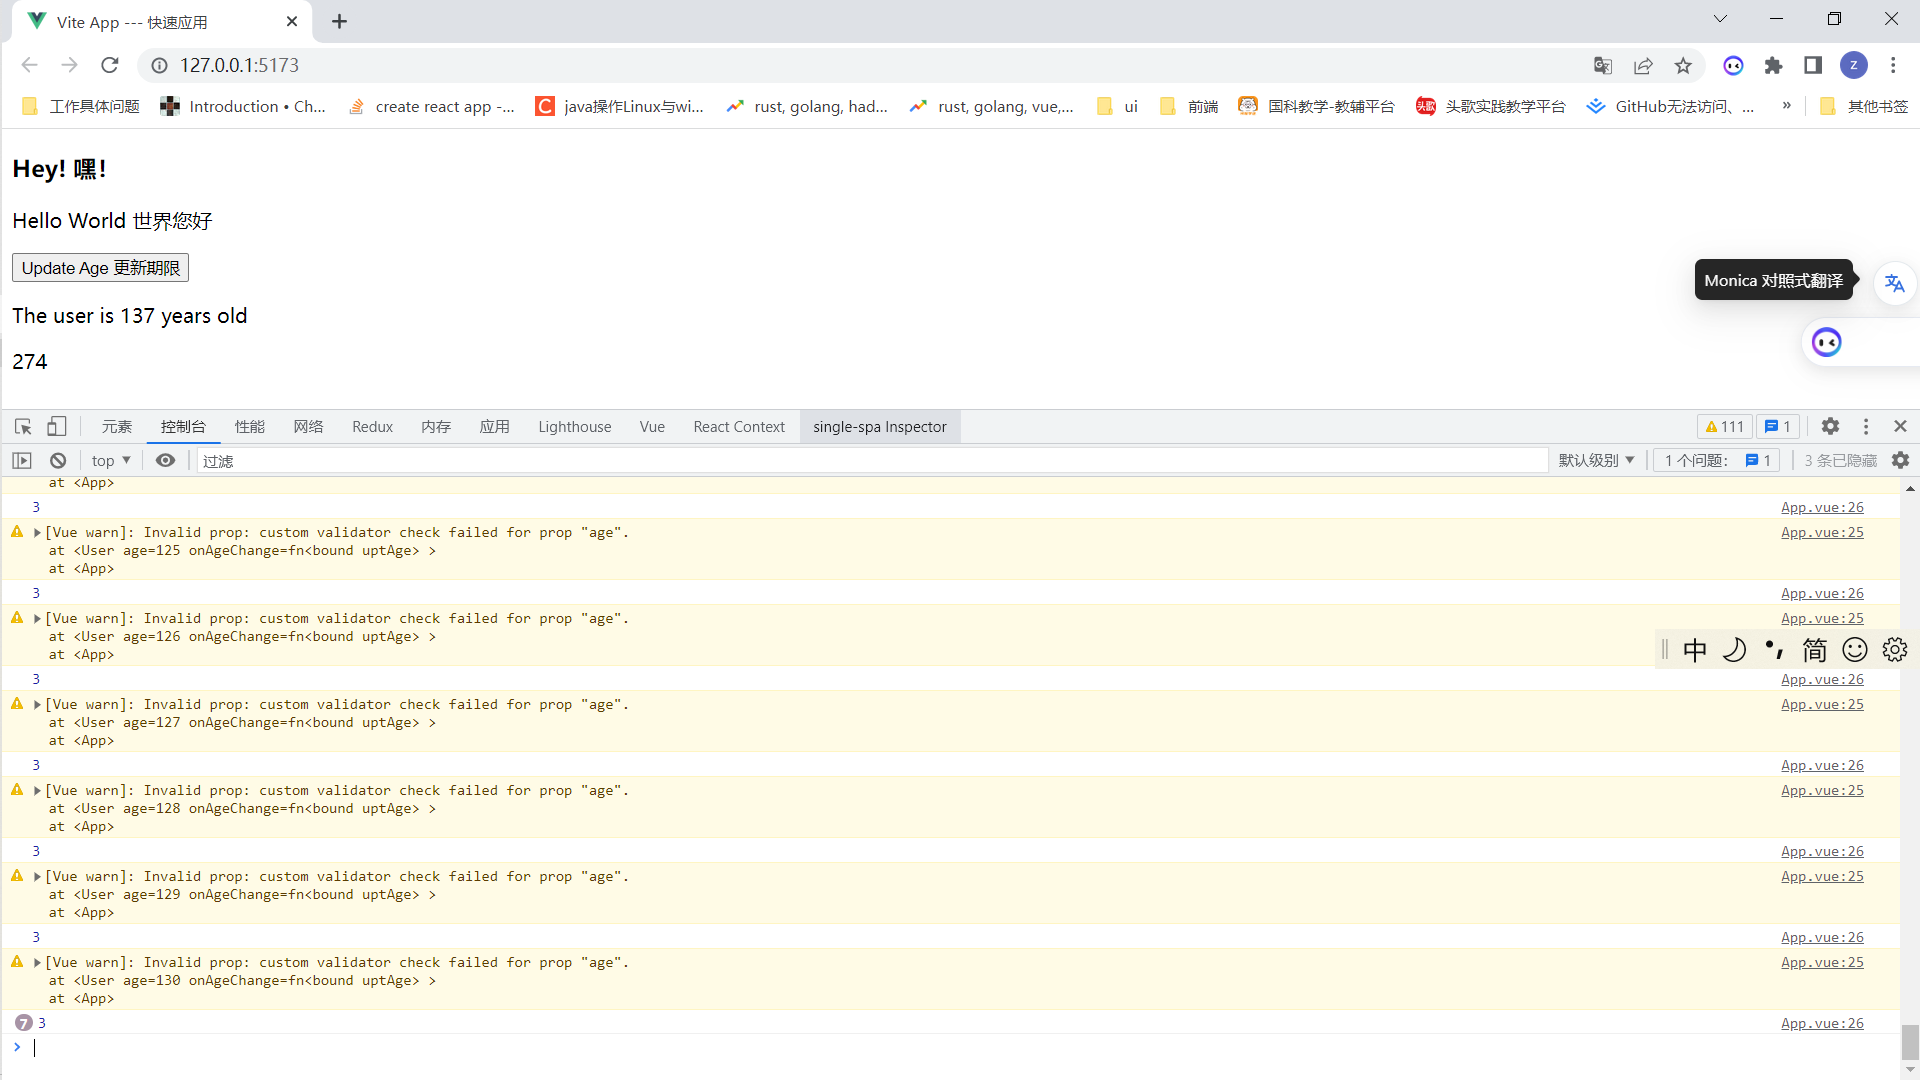 Vite App --- 快速应用
127.0.0.1:5173
Z
工作具体问题
Introduction • Ch...
create react app -...
C
java操作Linux与wi...
rust, golang, had...
rust, golang, vue,...
ui
前端
国科教学-教辅平台
头歌
头歌实践教学平台
GitHub无法访问、...
»
其他书签
Hey! 嘿！
Hello World 世界您好
Update Age 更新期限
The user is 137 years old
274
Monica 对照式翻译
元素
控制台
性能
网络
Redux
内存
应用
Lighthouse
Vue
React Context
single-spa Inspector
111
1
top
过滤
默认级别
1 个问题: 1
3 条已隐藏
at <App>
3 App.vue:26
[Vue warn]: Invalid prop: custom validator check failed for prop "age". App.vue:25
at <User age=125 onAgeChange=fn<bound uptAge> >
at <App>
3 App.vue:26
[Vue warn]: Invalid prop: custom validator check failed for prop "age". App.vue:25
at <User age=126 onAgeChange=fn<bound uptAge> >
at <App>
中 简
3 App.vue:26
[Vue warn]: Invalid prop: custom validator check failed for prop "age". App.vue:25
at <User age=127 onAgeChange=fn<bound uptAge> >
at <App>
3 App.vue:26
[Vue warn]: Invalid prop: custom validator check failed for prop "age". App.vue:25
at <User age=128 onAgeChange=fn<bound uptAge> >
at <App>
3 App.vue:26
[Vue warn]: Invalid prop: custom validator check failed for prop "age". App.vue:25
at <User age=129 onAgeChange=fn<bound uptAge> >
at <App>
3 App.vue:26
[Vue warn]: Invalid prop: custom validator check failed for prop "age". App.vue:25
at <User age=130 onAgeChange=fn<bound uptAge> >
at <App>
7 3 App.vue:26